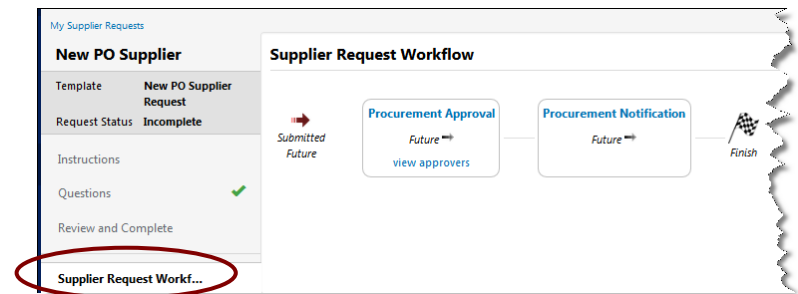 My Supplier Requests
New PO Supplier
Template New PO Supplier
Request
Request Status Incomplete
Instructions
Questions
Review and Complete
Supplier Request Workf...
Supplier Request Workflow
Submitted
Future
Procurement Approval
Future
view approvers
Procurement Notification
Future
Finish